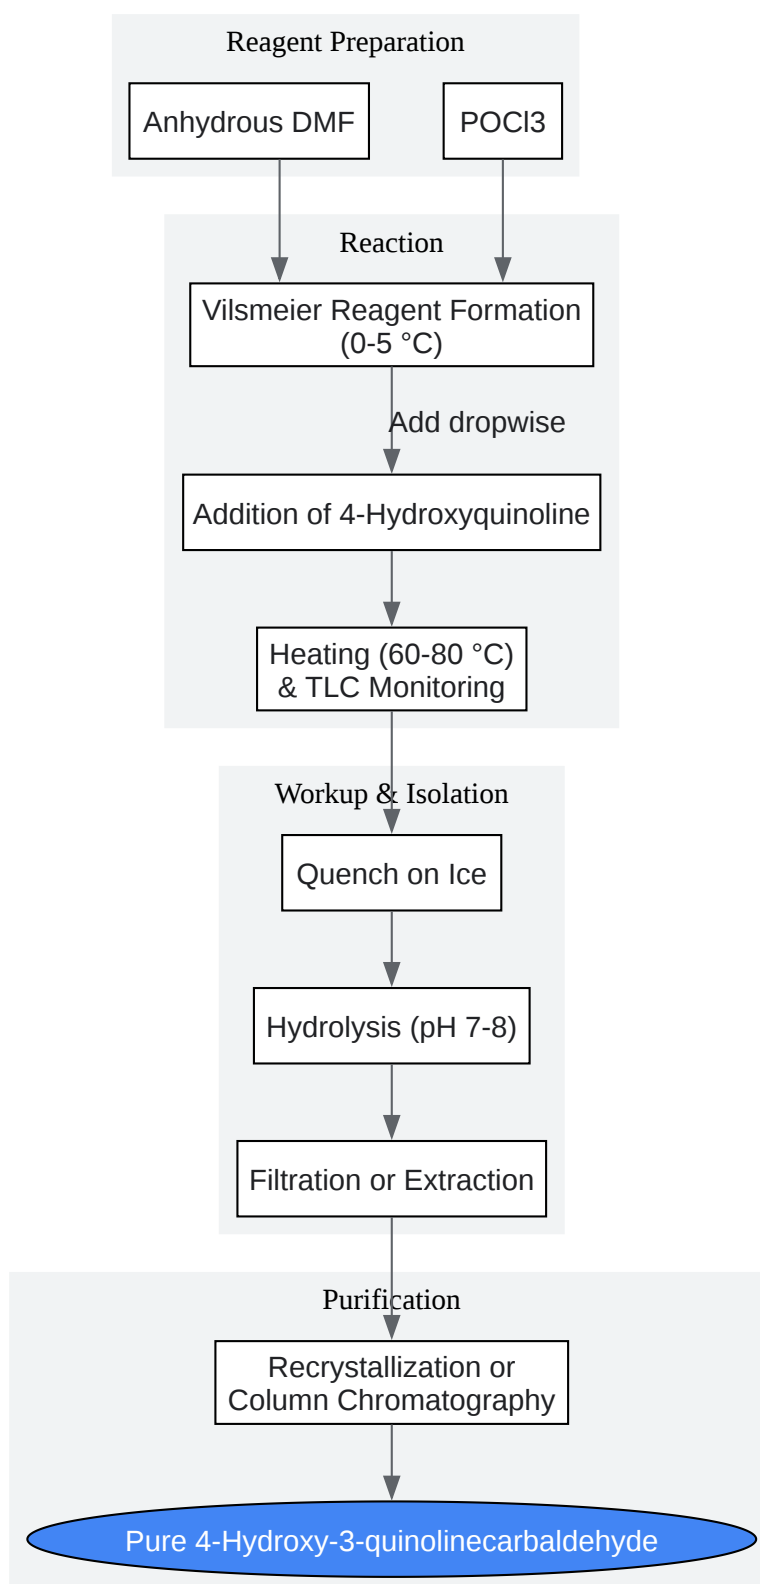 Reagent Preparation
Anhydrous DMF
POCl3
Reaction
Vilsmeier Reagent Formation
(0-5 °C)
Add dropwise
Addition of 4-Hydroxyquinoline
Heating (60-80 °C)
& TLC Monitoring
Workup & Isolation
Quench on Ice
Hydrolysis (pH 7-8)
Filtration or Extraction
Purification
Recrystallization or
Column Chromatography
Pure 4-Hydroxy-3-quinolinecarbaldehyde